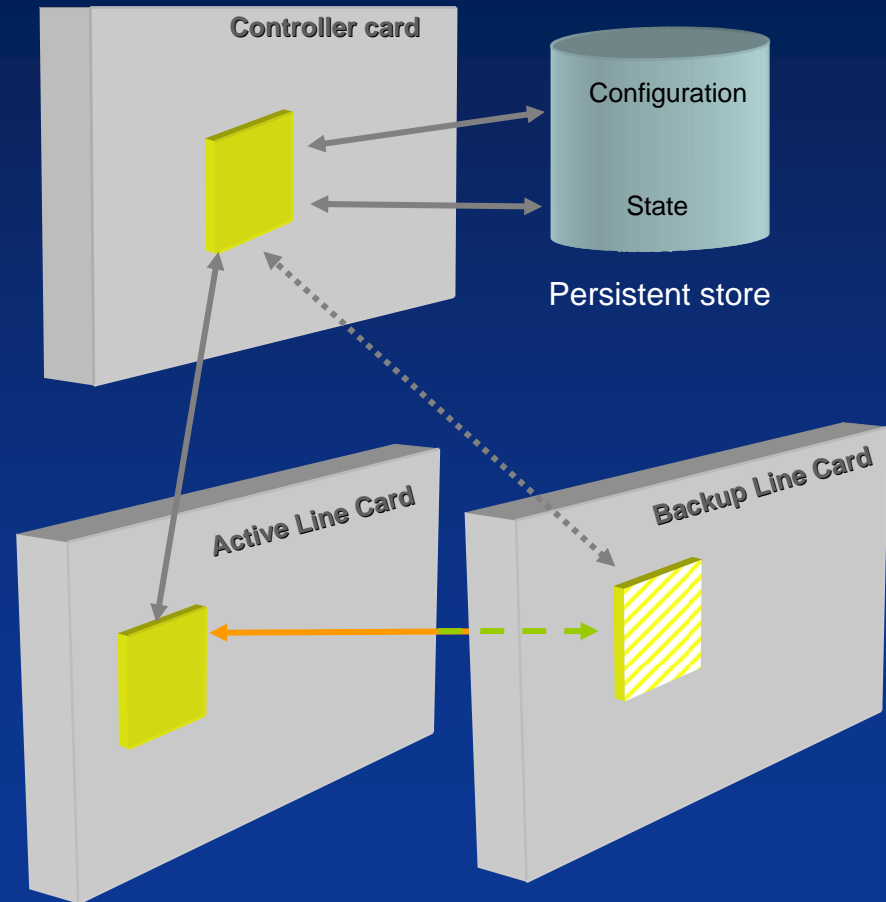 Controller card
Configuration
State
Persistent store
Active Line Card
Backup Line Card